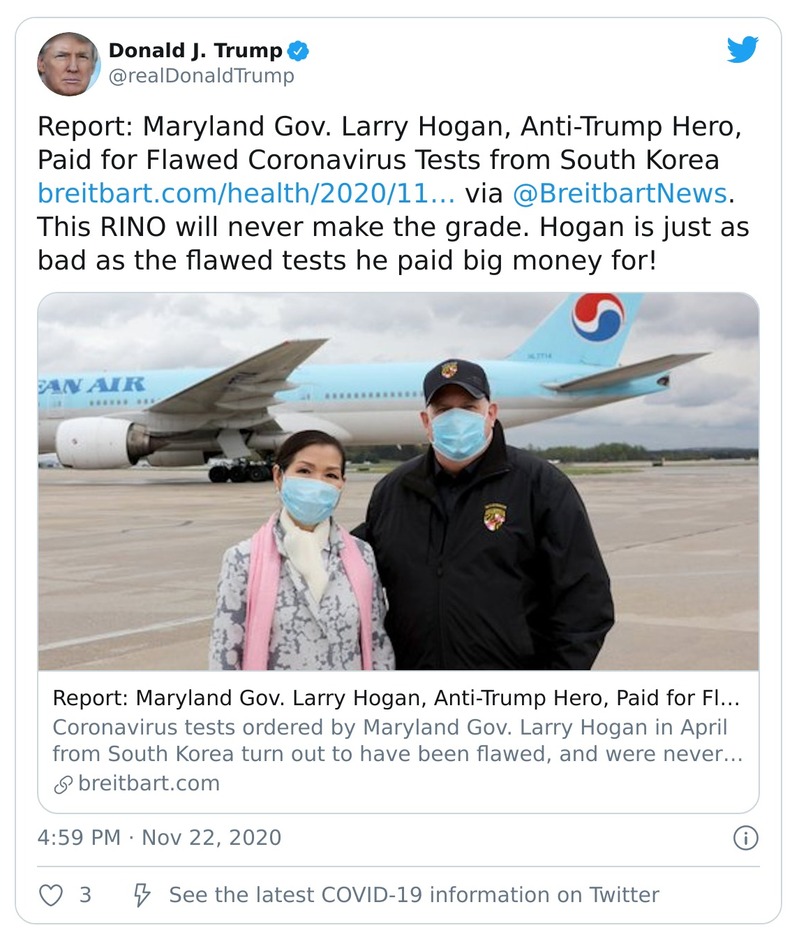 Donald J. Trump
@realDonaldTrump
Report: Maryland Gov. Larry Hogan, Anti-Trump Hero,
Paid for Flawed Coronavirus Tests from South Korea
breitbart.com/health/2020/11… via @BreitbartNews.
This RINO will never make the grade. Hogan is just as
bad as the flawed tests he paid big money for!
EAN AIR
HL7714
Report: Maryland Gov. Larry Hogan, Anti-Trump Hero, Paid for Fl…
Coronavirus tests ordered by Maryland Gov. Larry Hogan in April
from South Korea turn out to have been flawed, and were never…
breitbart.com
4:59 PM · Nov 22, 2020
3 See the latest COVID-19 information on Twitter